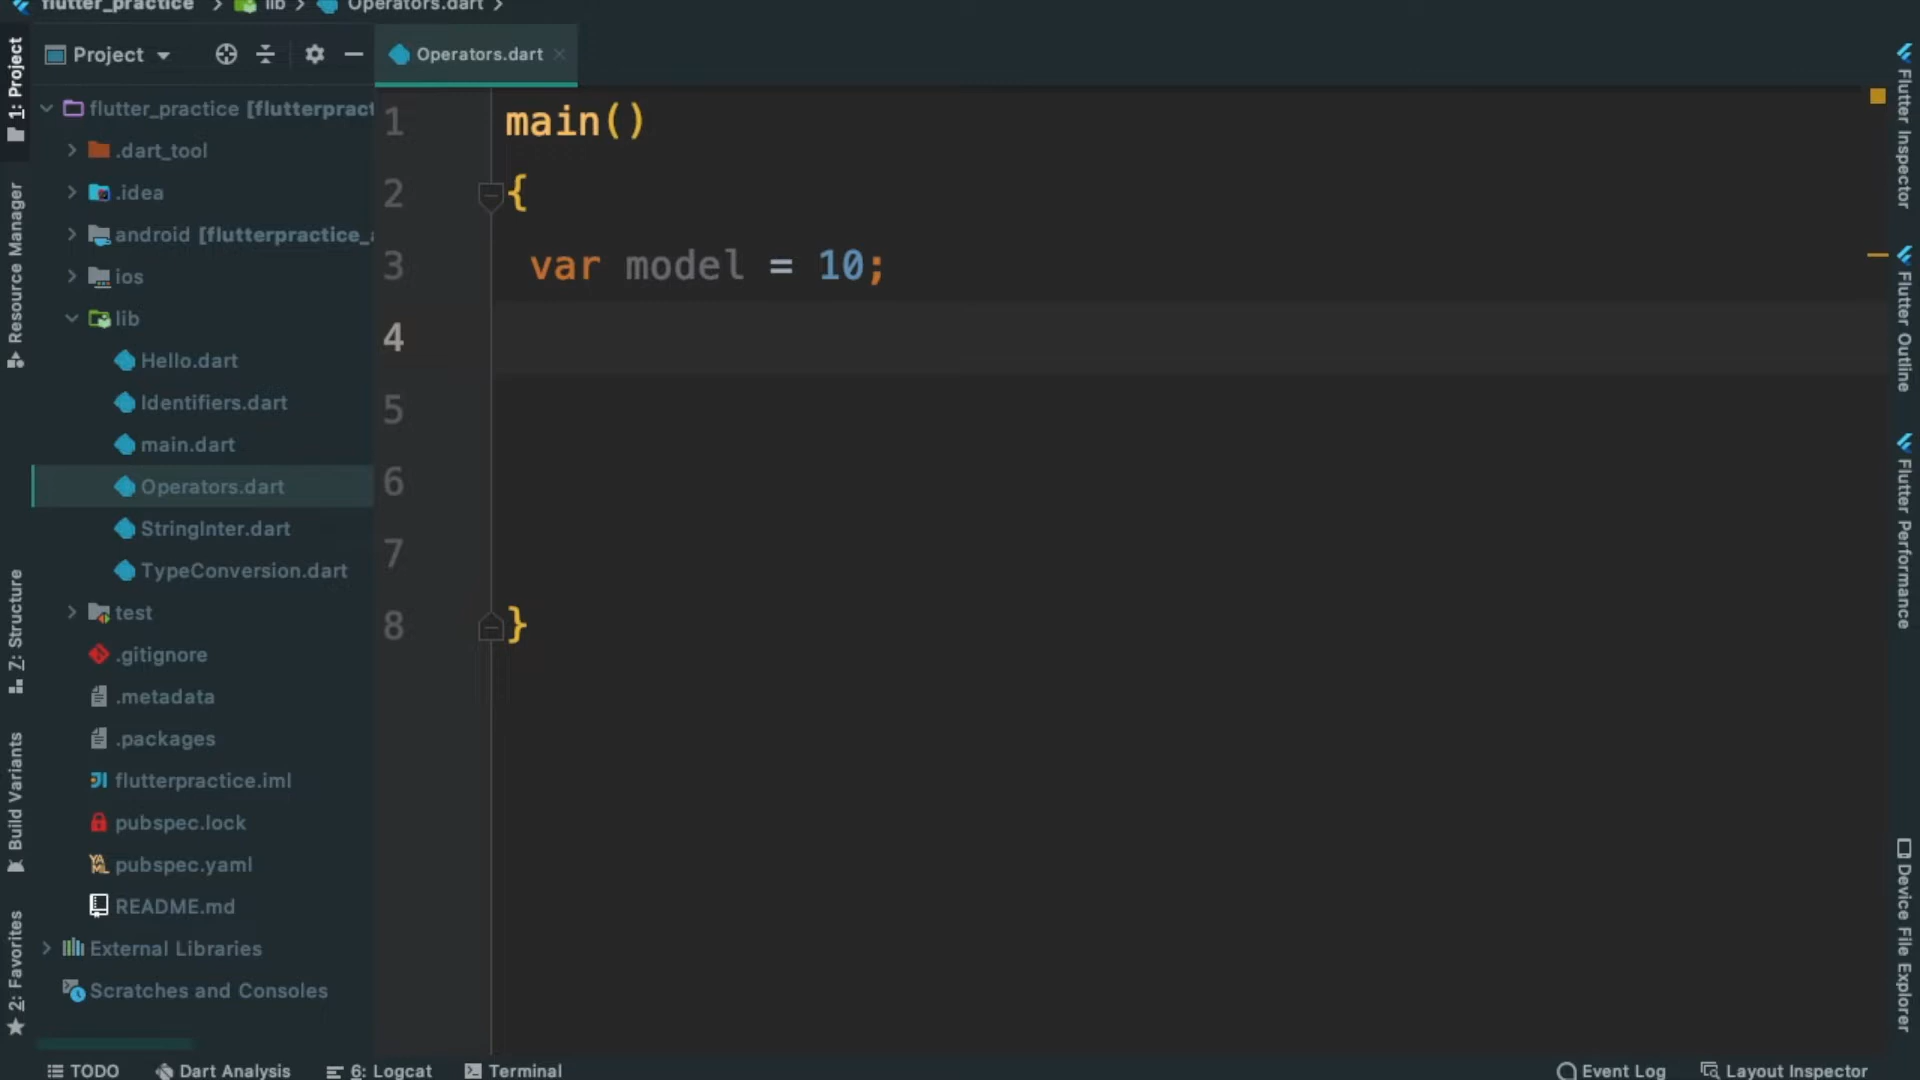 flutter_practice > lib > Operators.dart >
Project
Operators.dart
1: Project
Resource Manager
Z: Structure
Build Variants
2: Favorites
flutter_practice [flutterpract
.dart_tool
.idea
android [flutterpractice_a
ios
lib
Hello.dart
Identifiers.dart
main.dart
Operators.dart
StringInter.dart
TypeConversion.dart
test
.gitignore
.metadata
.packages
flutterpractice.iml
pubspec.lock
pubspec.yaml
README.md
External Libraries
Scratches and Consoles
1 main()
2 {
3 var model = 10;
4
5
6
7
8 }
Flutter Inspector
Flutter Outline
Flutter Performance
Device File Explorer
TODO Dart Analysis 6: Logcat Terminal Event Log Layout Inspector